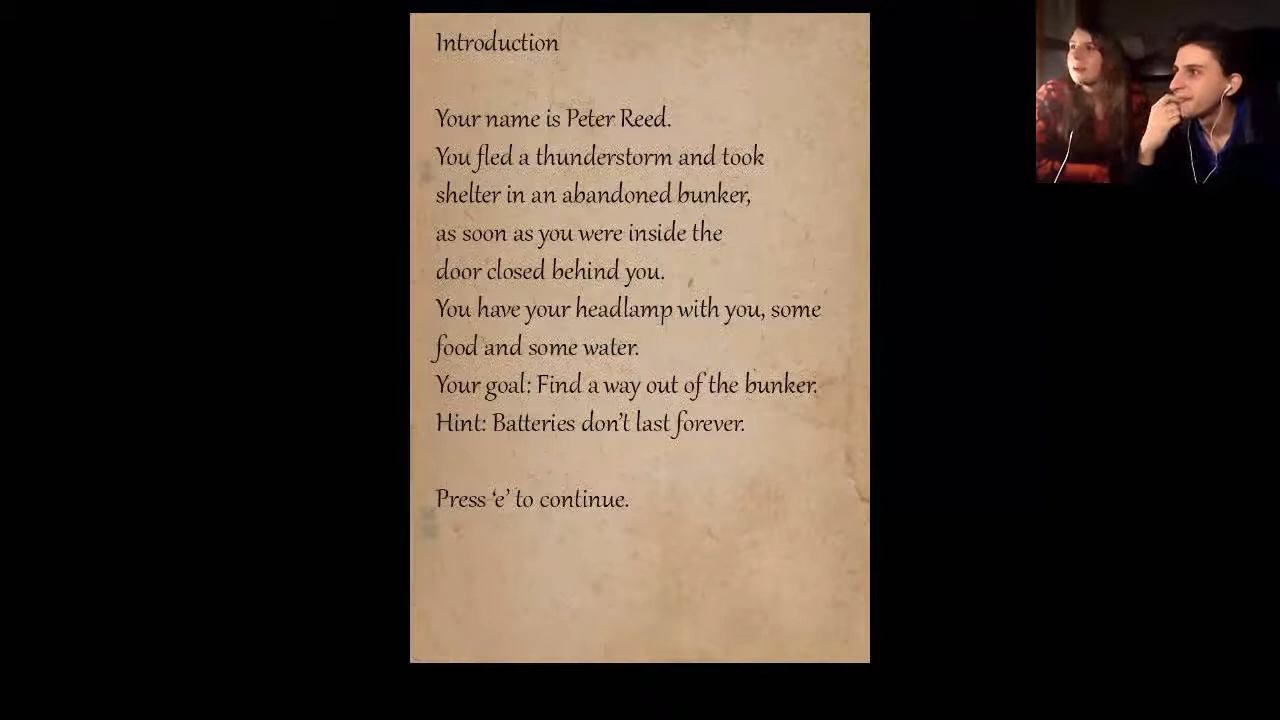 Introduction
Your name is Peter Reed.
You fled a thunderstorm and took
shelter in an abandoned bunker,
as soon as you were inside the
door closed behind you.
You have your headlamp with you, some
food and some water.
Your goal: Find a way out of the bunker.
Hint: Batteries don’t last forever.
Press ‘e’ to continue.